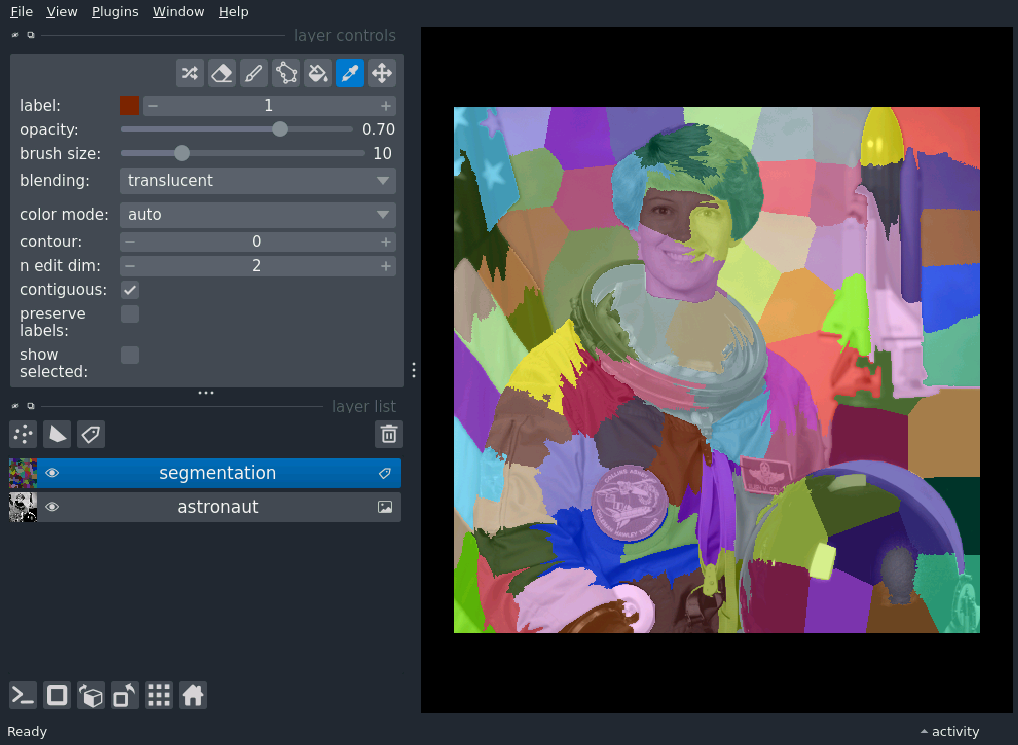 File View Plugins Window Help
layer controls
label: 1
opacity: 0.70
brush size: 10
blending: translucent
color mode: auto
contour: 0
n edit dim: 2
contiguous:
preserve
labels:
show
selected:
layer list
segmentation
astronaut
Ready
activity